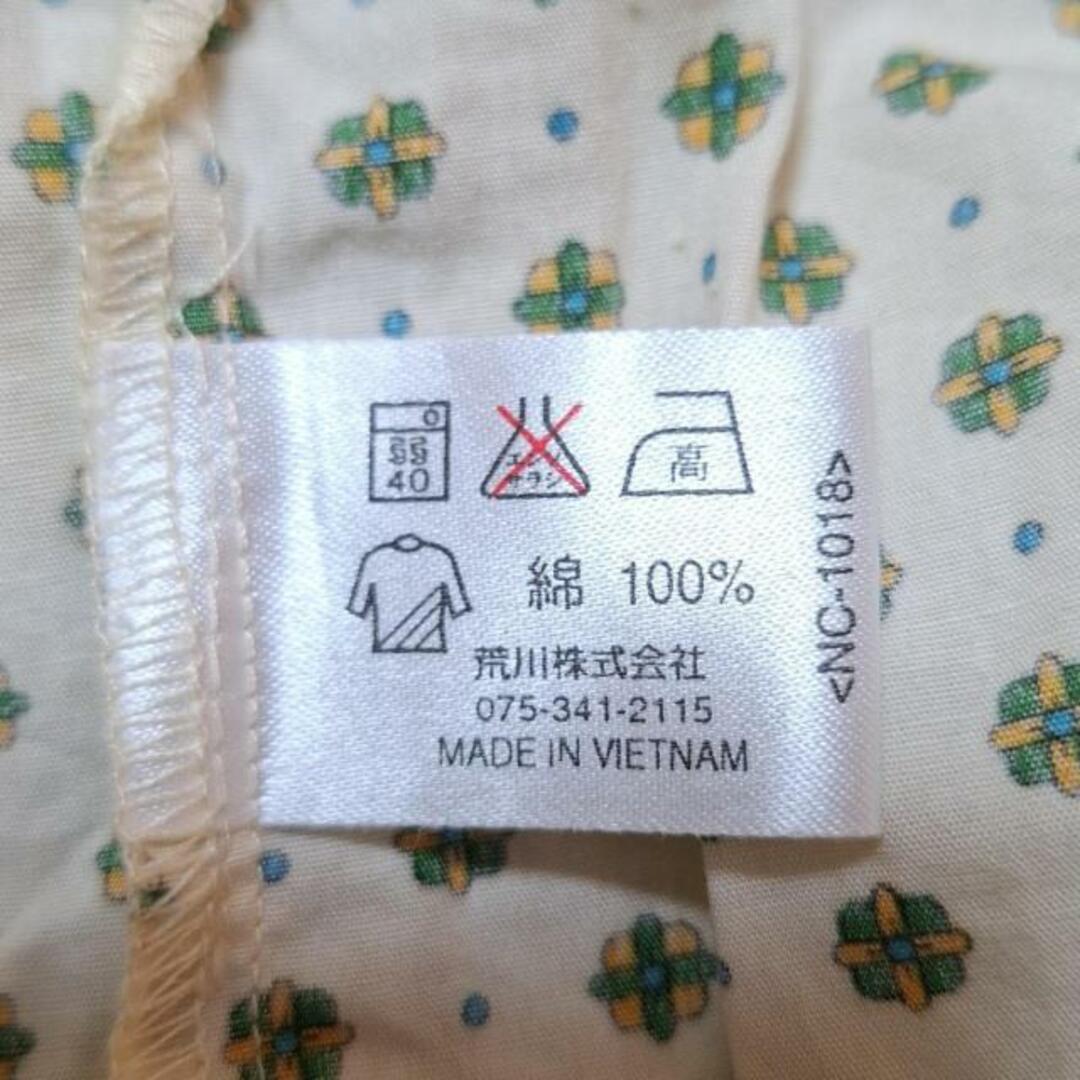 弱
40
エンソ
サラシ
高
綿 100%
荒川株式会社
075-341-2115
MADE IN VIETNAM
<NC-1018>